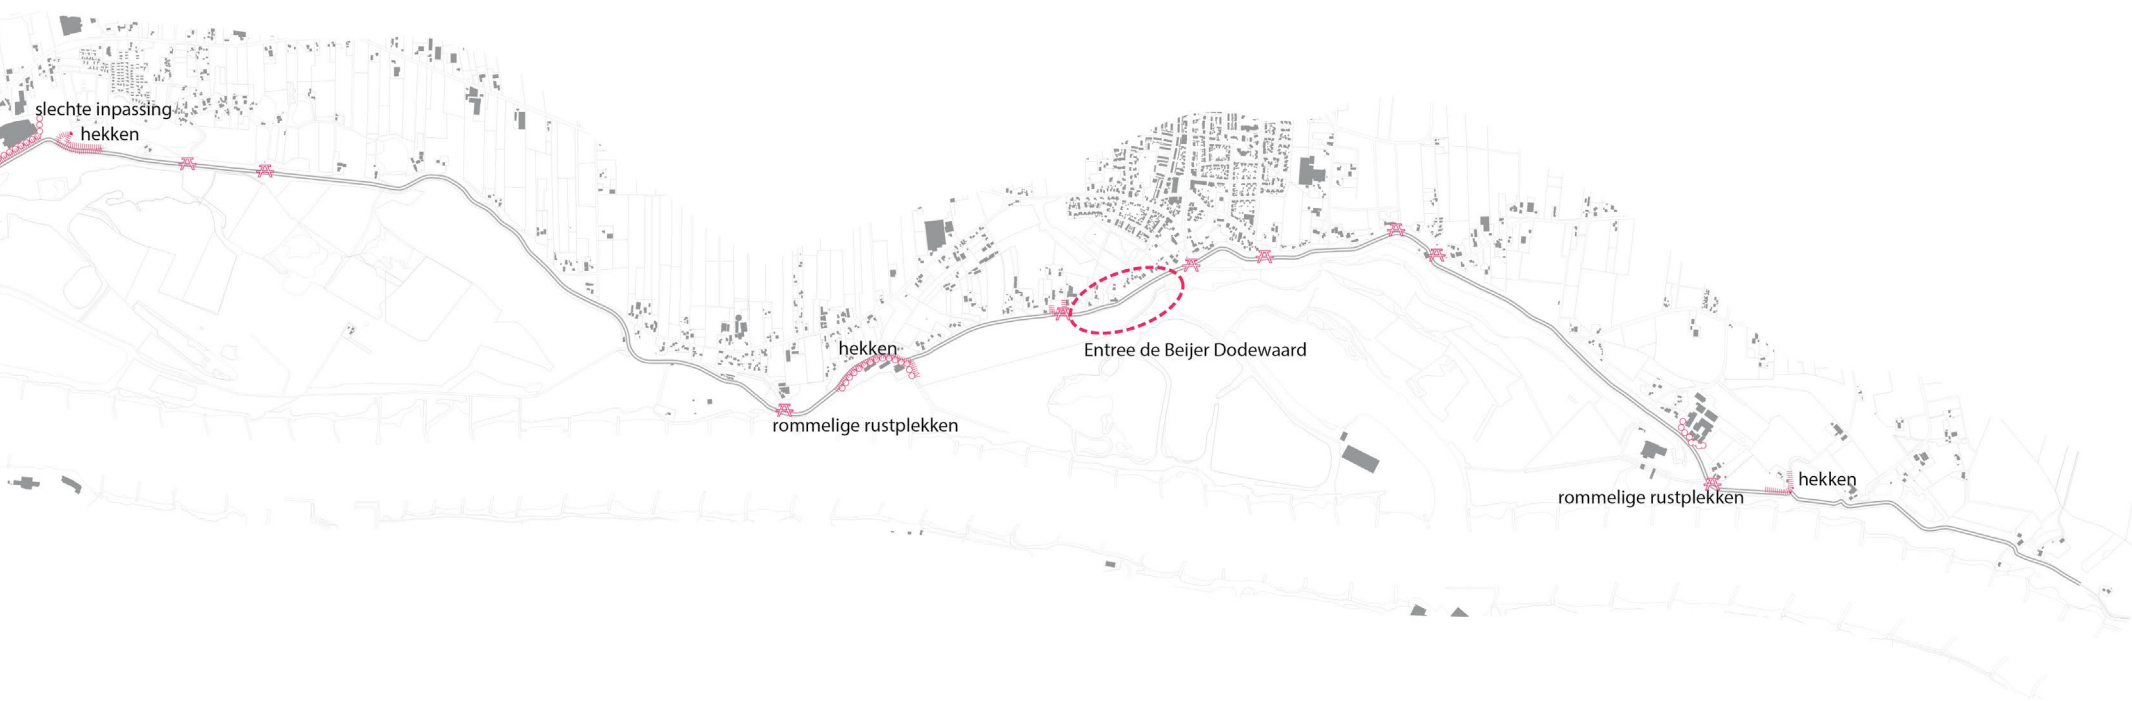 slechte inpassing
hekken
hekken
Entree de Beijer Dodewaard
rommelige rustplekken
hekken
rommelige rustplekken